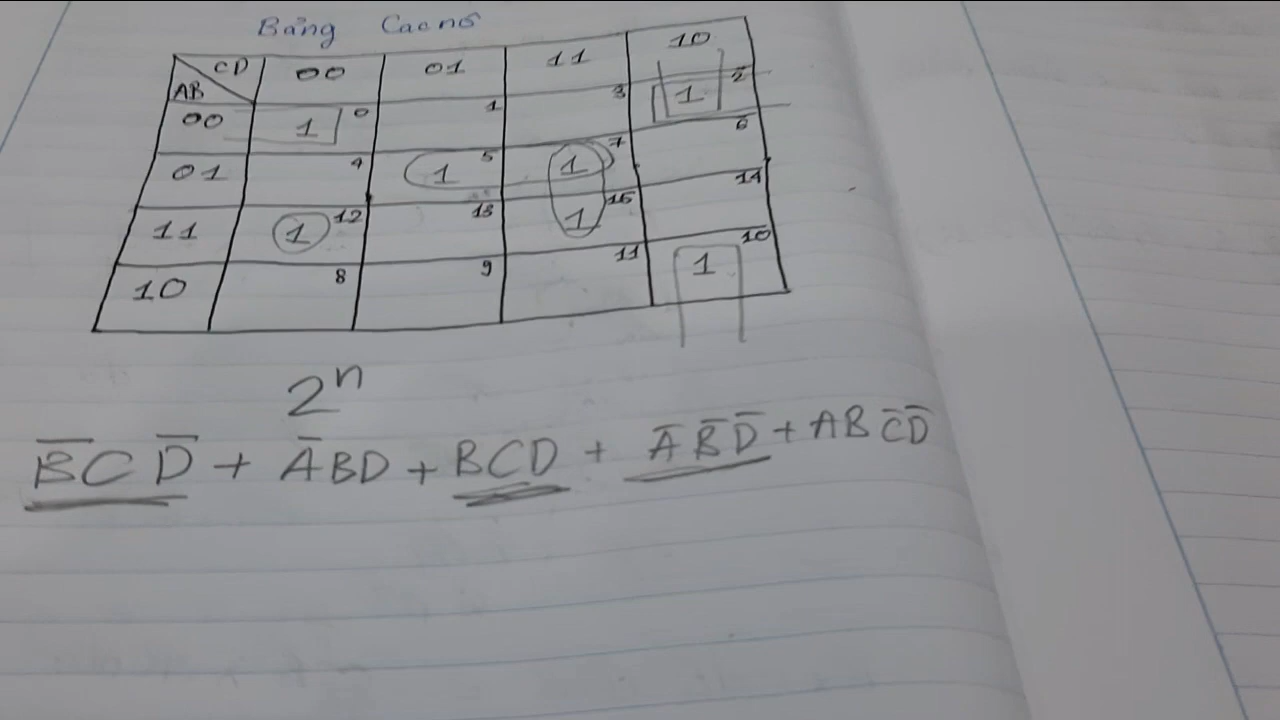 Bảng Cacnô
CD 00 01 11 10
AB
00 1 0 1 3 1 2
01 4 1 5 1 7 6
11 1 12 13 1 15 14
10 8 9 11 1 10
2ⁿ
B̅CD̅ + A̅BD + BCD + A̅B̅D̅ + ABC̅D̅